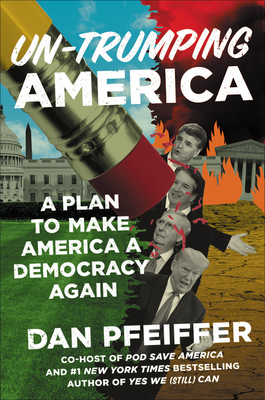 UN-TRUMPING
AMERICA
A PLAN
TO MAKE
AMERICA A
DEMOCRACY
AGAIN
DAN PFEIFFER
CO-HOST OF POD SAVE AMERICA
AND #1 NEW YORK TIMES BESTSELLING
AUTHOR OF YES WE (STILL) CAN